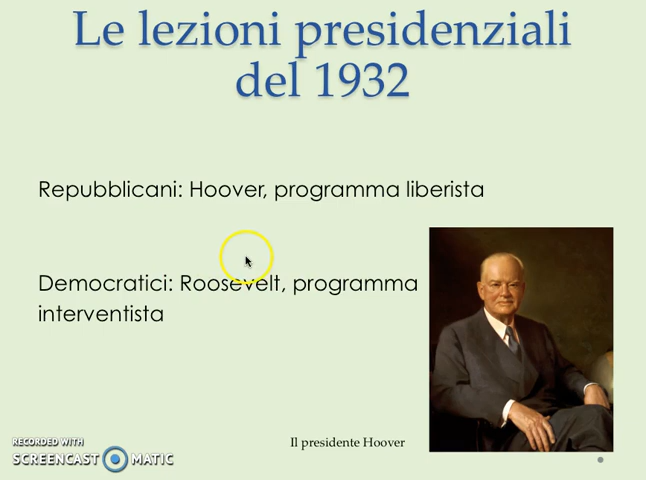 Le lezioni presidenziali
del 1932
Repubblicani: Hoover, programma liberista
Democratici: Roosevelt, programma
interventista
Il presidente Hoover
RECORDED WITH
SCREENCAST MATIC